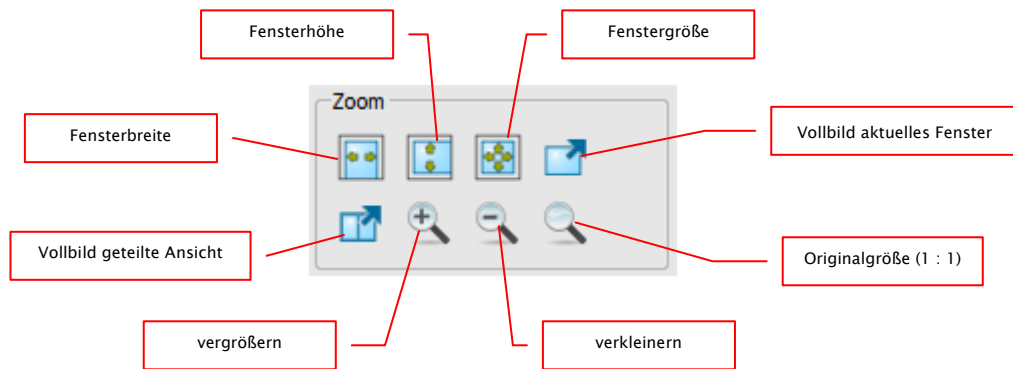 Fensterhöhe
Fenstergröße
Zoom
Fensterbreite
Vollbild aktuelles Fenster
Vollbild geteilte Ansicht
Originalgröße (1 : 1)
vergrößern
verkleinern